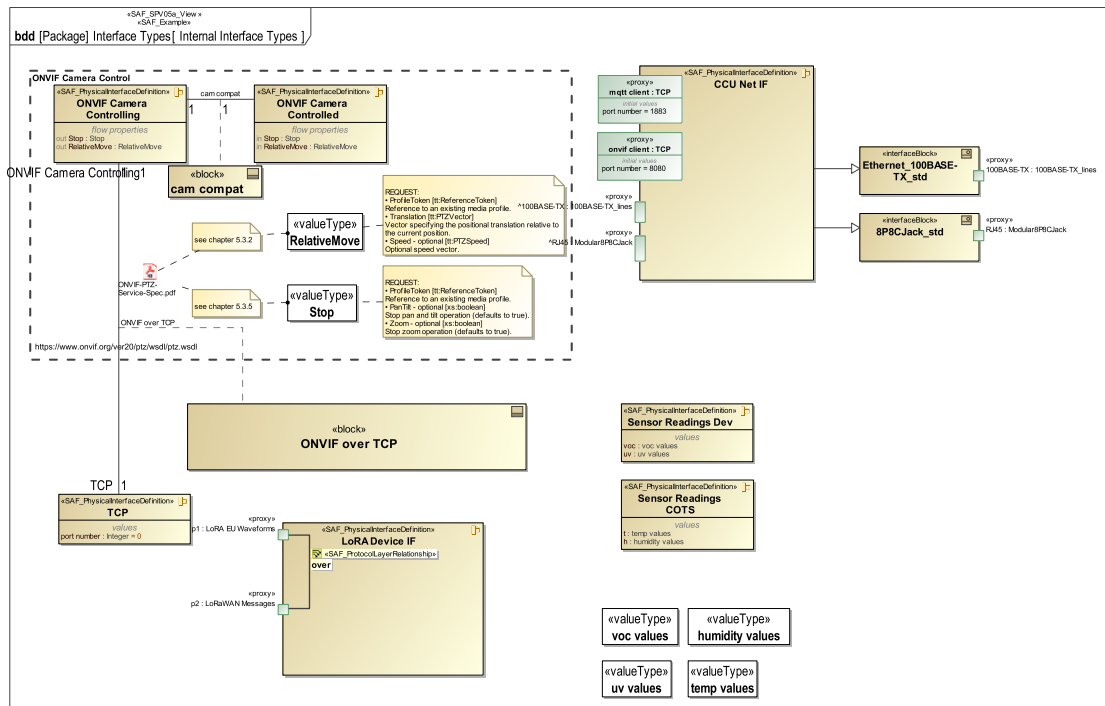 «SAF_SPV05a_View»
«SAF_Example»
bdd [Package] Interface Types[ Internal Interface Types ]
ONVIF Camera Control
«SAF_PhysicalInterfaceDefinition»
ONVIF Camera
Controlling
flow properties
out Stop : Stop
out RelativeMove : RelativeMove
cam compat
1
1
«SAF_PhysicalInterfaceDefinition»
ONVIF Camera
Controlled
flow properties
in Stop : Stop
in RelativeMove : RelativeMove
ONVIF Camera Controlling1
«block»
cam compat
see chapter 5.3.2
«valueType»
RelativeMove
REQUEST:
• ProfileToken [tt:ReferenceToken]
Reference to an existing media profile.
• Translation [tt:PTZVector]
Vector specifying the positional translation relative to
the current position.
• Speed - optional [tt:PTZSpeed]
Optional speed vector.
ONVIF-PTZ-
Service-Spec.pdf
see chapter 5.3.5
«valueType»
Stop
REQUEST:
• ProfileToken [tt:ReferenceToken]
Reference to an existing media profile.
• PanTilt - optional [xs:boolean]
Stop pan and tilt operation (defaults to true).
• Zoom - optional [xs:boolean]
Stop zoom operation (defaults to true).
ONVIF over TCP
https://www.onvif.org/ver20/ptz/wsdl/ptz.wsdl
«block»
ONVIF over TCP
TCP 1
«SAF_PhysicalInterfaceDefinition»
TCP
values
port number : Integer = 0
«proxy»
p1 : LoRA EU Waveforms
«proxy»
p2 : LoRaWAN Messages
«SAF_PhysicalInterfaceDefinition»
LoRA Device IF
«SAF_ProtocolLayerRelationship»
over
«SAF_PhysicalInterfaceDefinition»
CCU Net IF
«proxy»
mqtt client : TCP
initial values
port number = 1883
«proxy»
onvif client : TCP
initial values
port number = 8080
«proxy»
^100BASE-TX : 100BASE-TX_lines
«proxy»
^RJ45 : Modular8P8CJack
«interfaceBlock»
Ethernet_100BASE-
TX_std
«proxy»
100BASE-TX : 100BASE-TX_lines
«interfaceBlock»
8P8CJack_std
«proxy»
RJ45 : Modular8P8CJack
«SAF_PhysicalInterfaceDefinition»
Sensor Readings Dev
values
voc : voc values
uv : uv values
«SAF_PhysicalInterfaceDefinition»
Sensor Readings
COTS
values
t : temp values
h : humidity values
«valueType»
voc values
«valueType»
humidity values
«valueType»
uv values
«valueType»
temp values